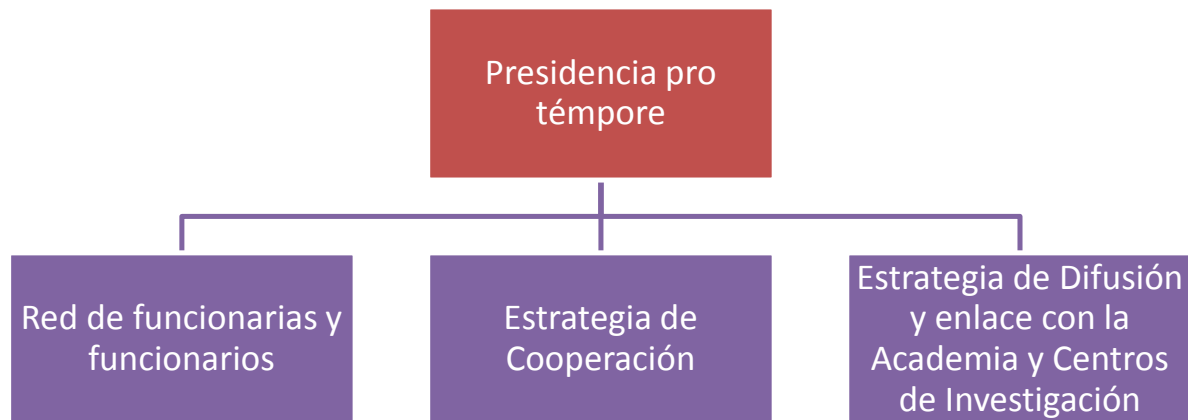 Presidencia pro
témpore
Red de funcionarias y
funcionarios
Estrategia de
Cooperación
Estrategia de Difusión
y enlace con la
Academia y Centros
de Investigación